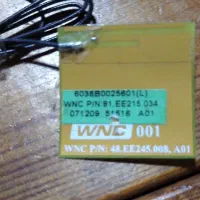 6036B0025601(L)
WNC P/N:81.EE215.034
071209 51516 A01
WNC 001
WNC P/N: 48.EE245.008, A01